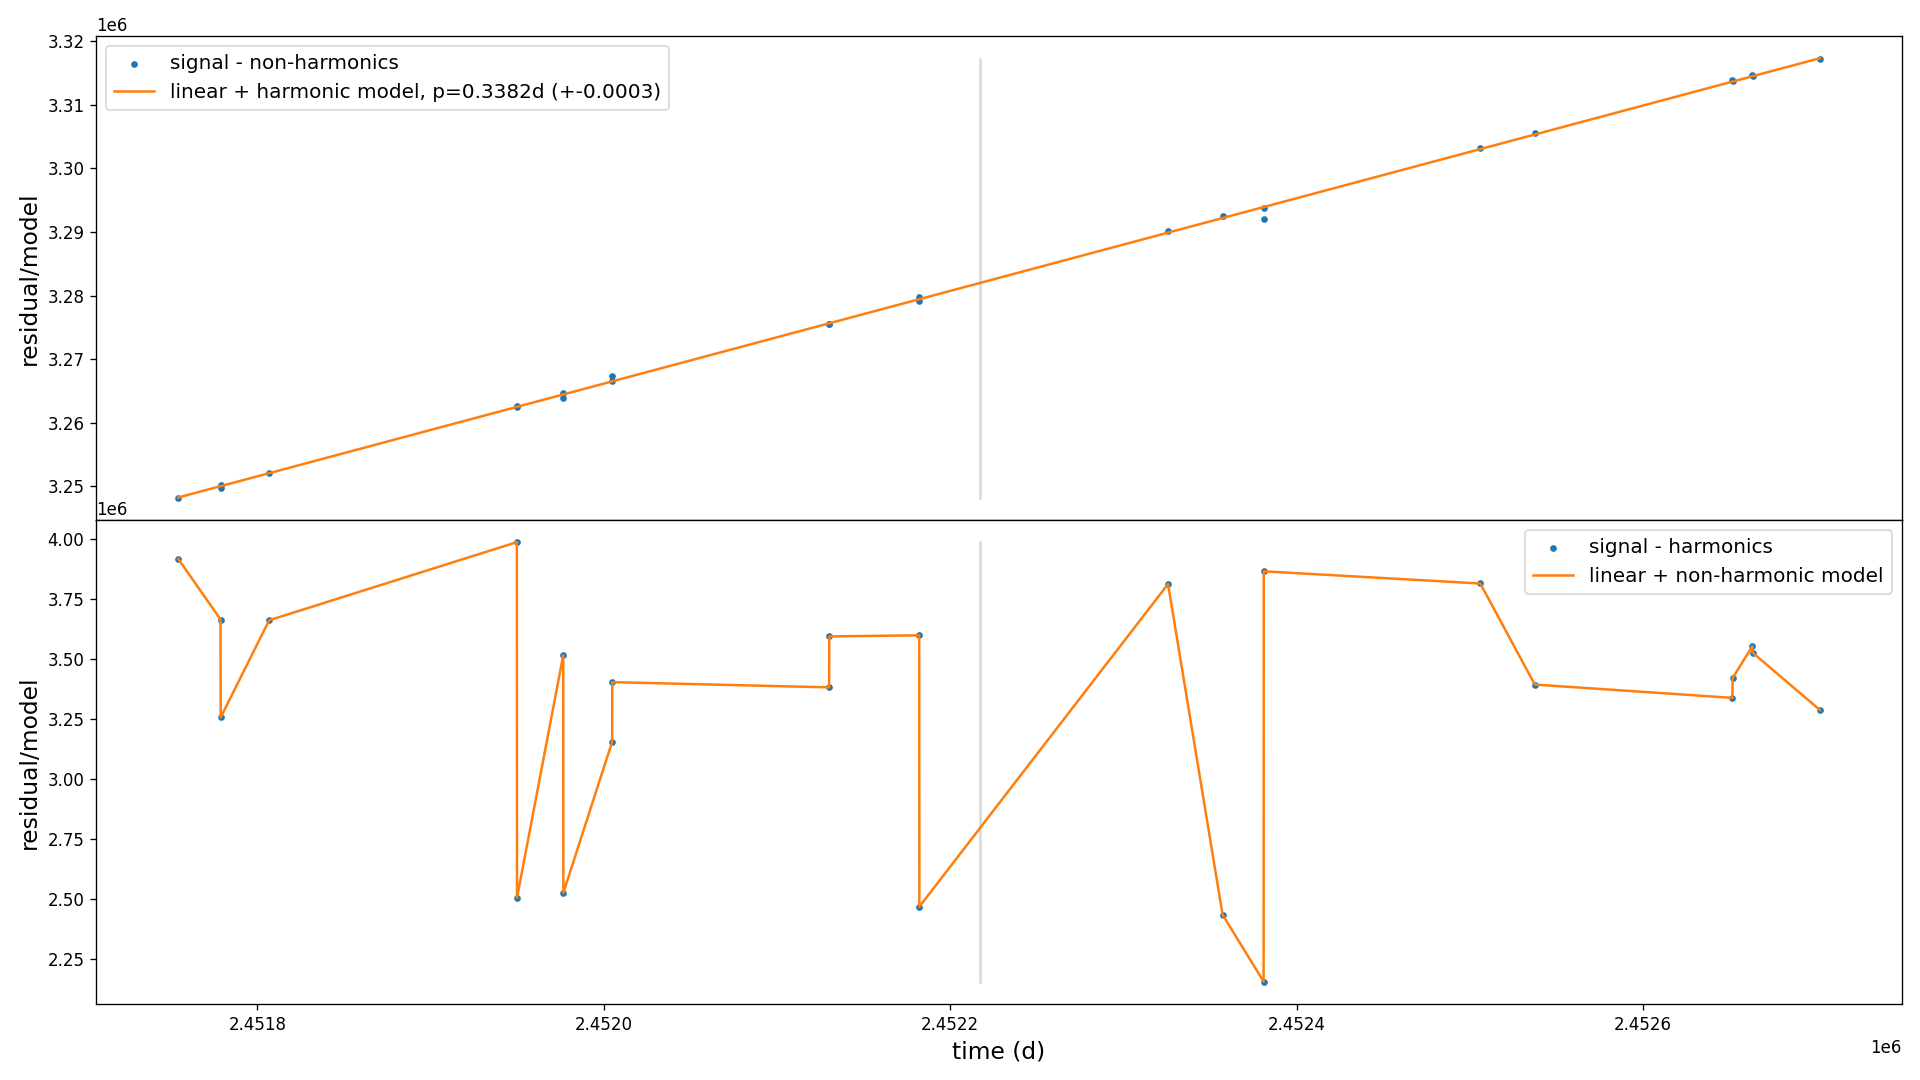 1e6
3.32
3.31
3.30
3.29
3.28
3.27
3.26
3.25
residual/model
signal - non-harmonics
linear + harmonic model, p=0.3382d (+-0.0003)
1e6
4.00
3.75
3.50
3.25
3.00
2.75
2.50
2.25
residual/model
signal - harmonics
linear + non-harmonic model
2.4518
2.4520
2.4522
2.4524
2.4526
time (d)
1e6